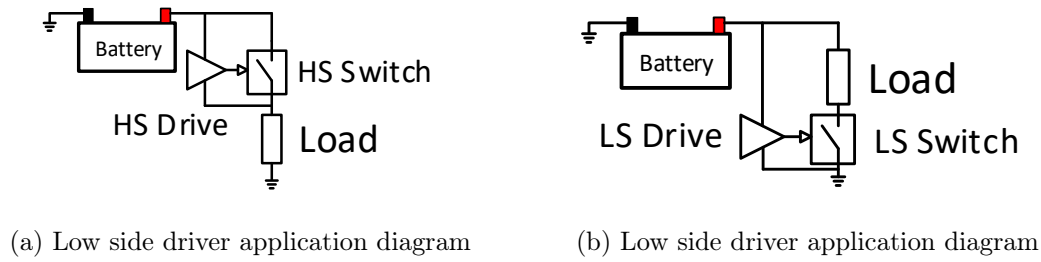 Battery
HS Switch
HS Drive
Load
Battery
Load
LS Drive
LS Switch
(a) Low side driver application diagram
(b) Low side driver application diagram